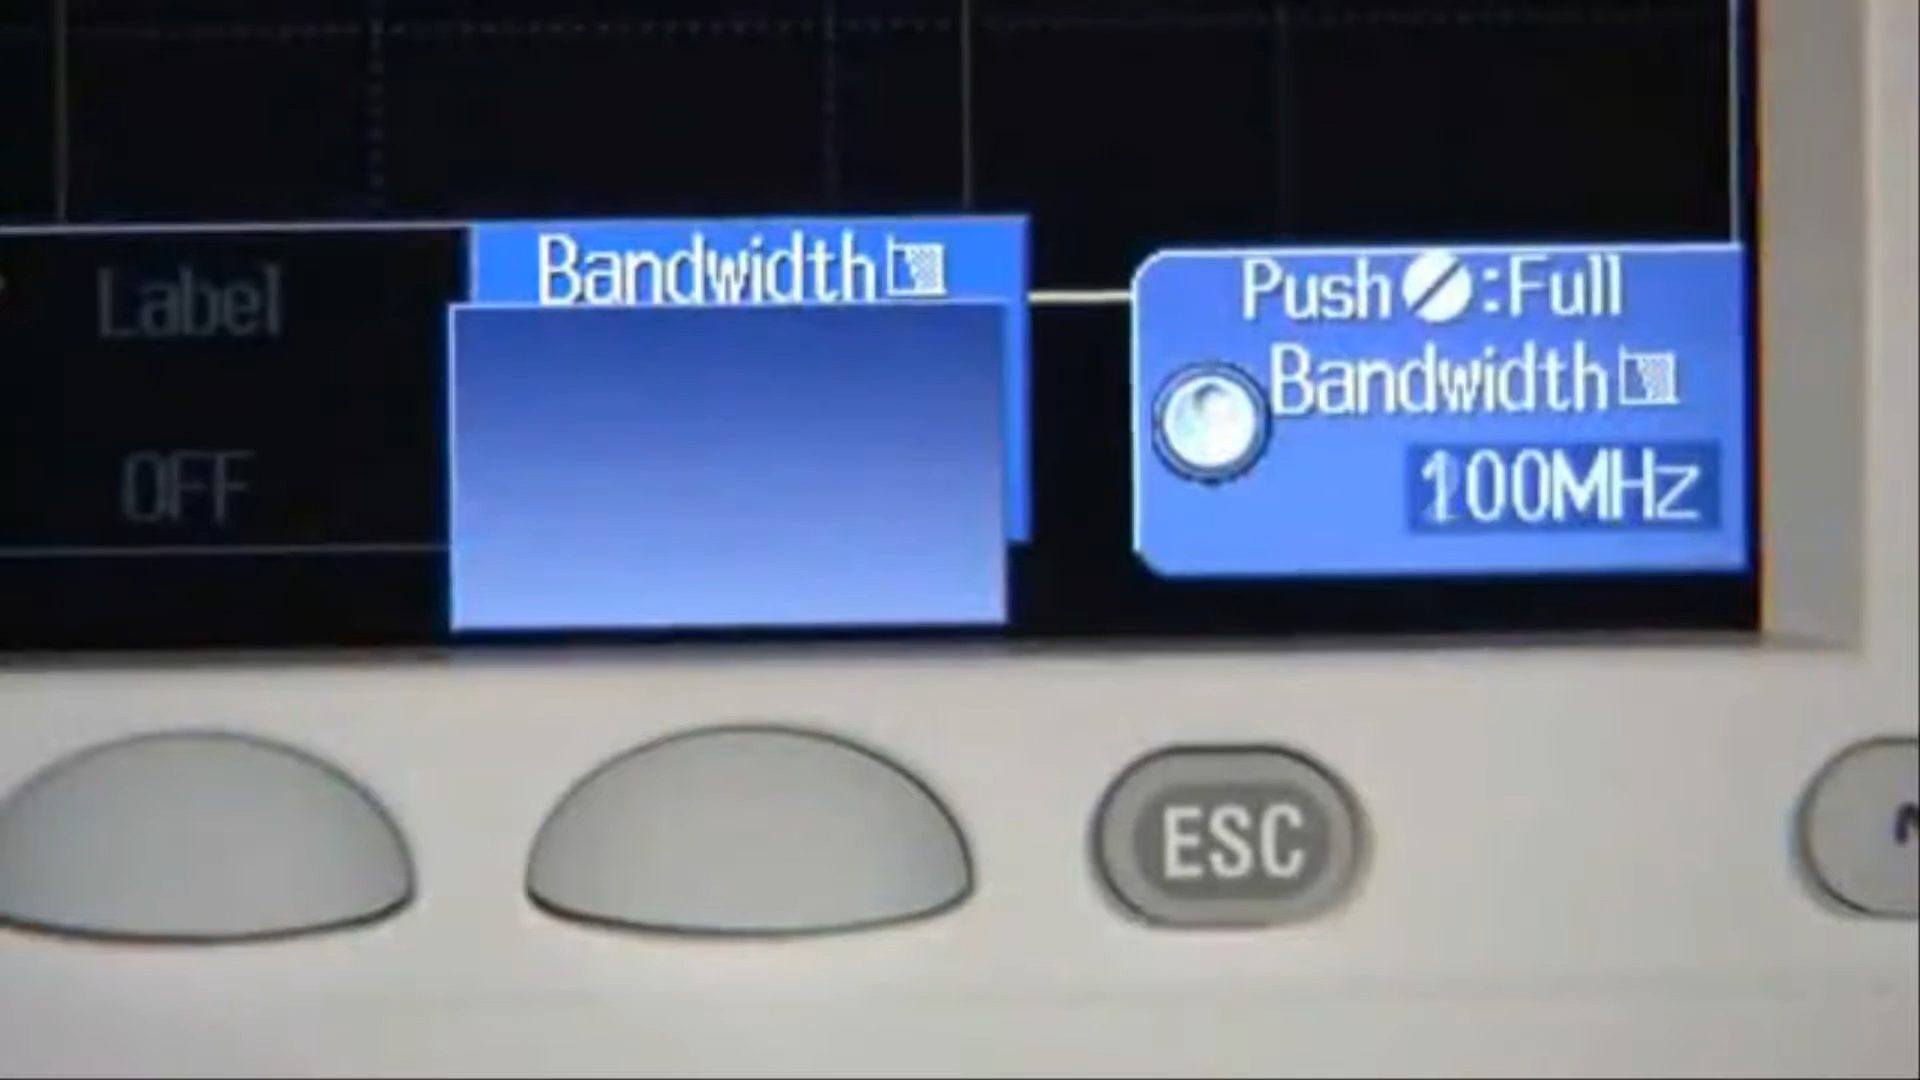 Label
OFF
Bandwidth
Push:Full
Bandwidth
100MHz
ESC